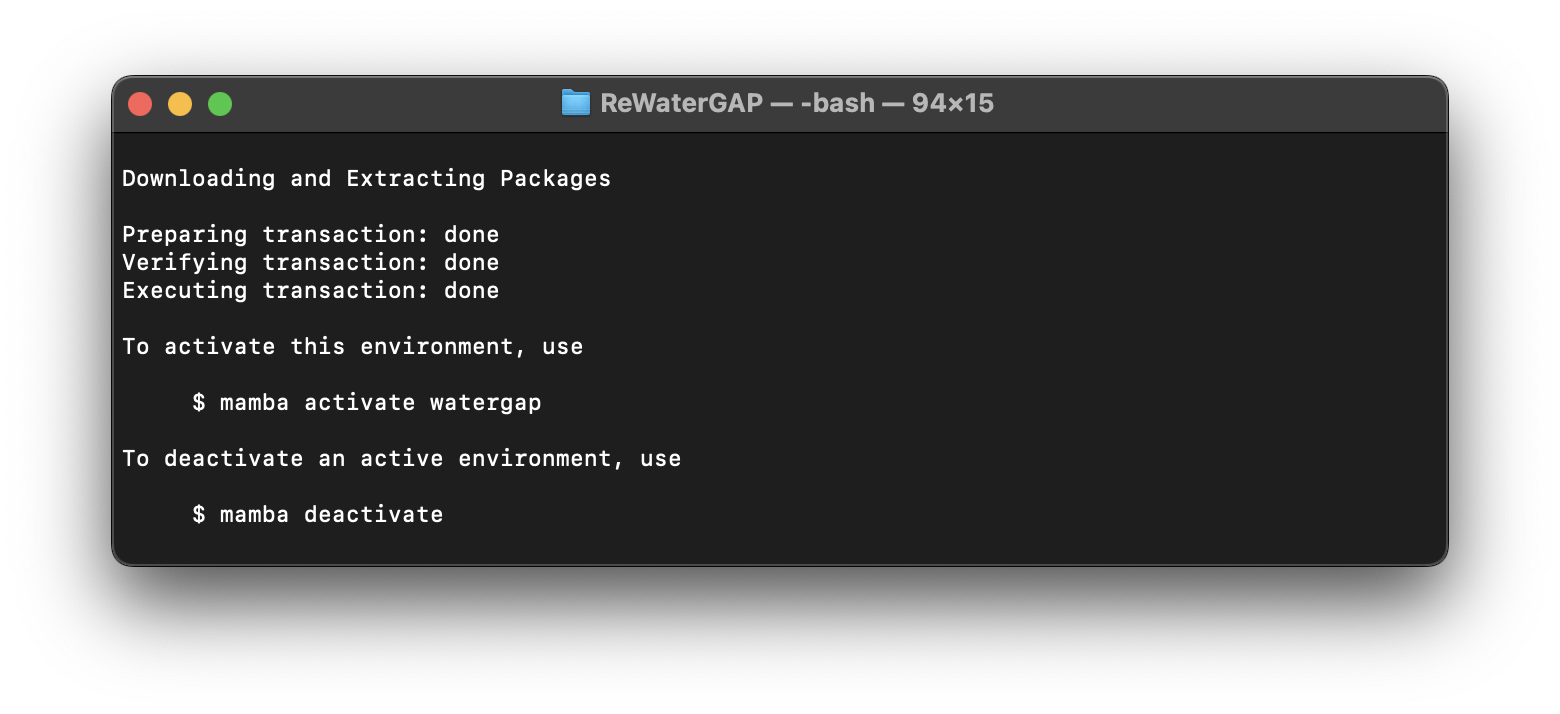 ReWaterGAP — -bash — 94×15
Downloading and Extracting Packages
Preparing transaction: done
Verifying transaction: done
Executing transaction: done
To activate this environment, use
$ mamba activate watergap
To deactivate an active environment, use
$ mamba deactivate